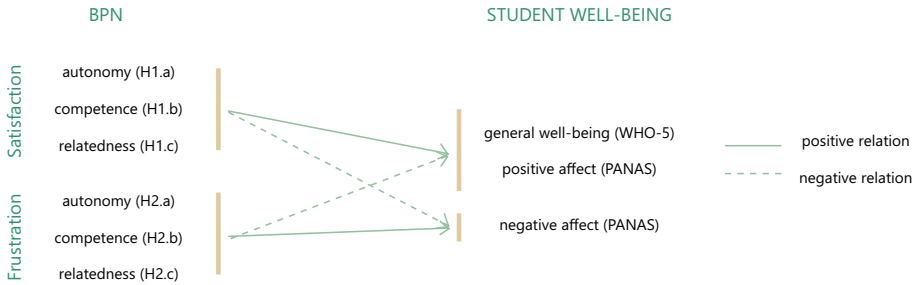 BPN
STUDENT WELL-BEING
Satisfaction
autonomy (H1.a)
competence (H1.b)
relatedness (H1.c)
Frustration
autonomy (H2.a)
competence (H2.b)
relatedness (H2.c)
general well-being (WHO-5)
positive affect (PANAS)
negative affect (PANAS)
positive relation
negative relation